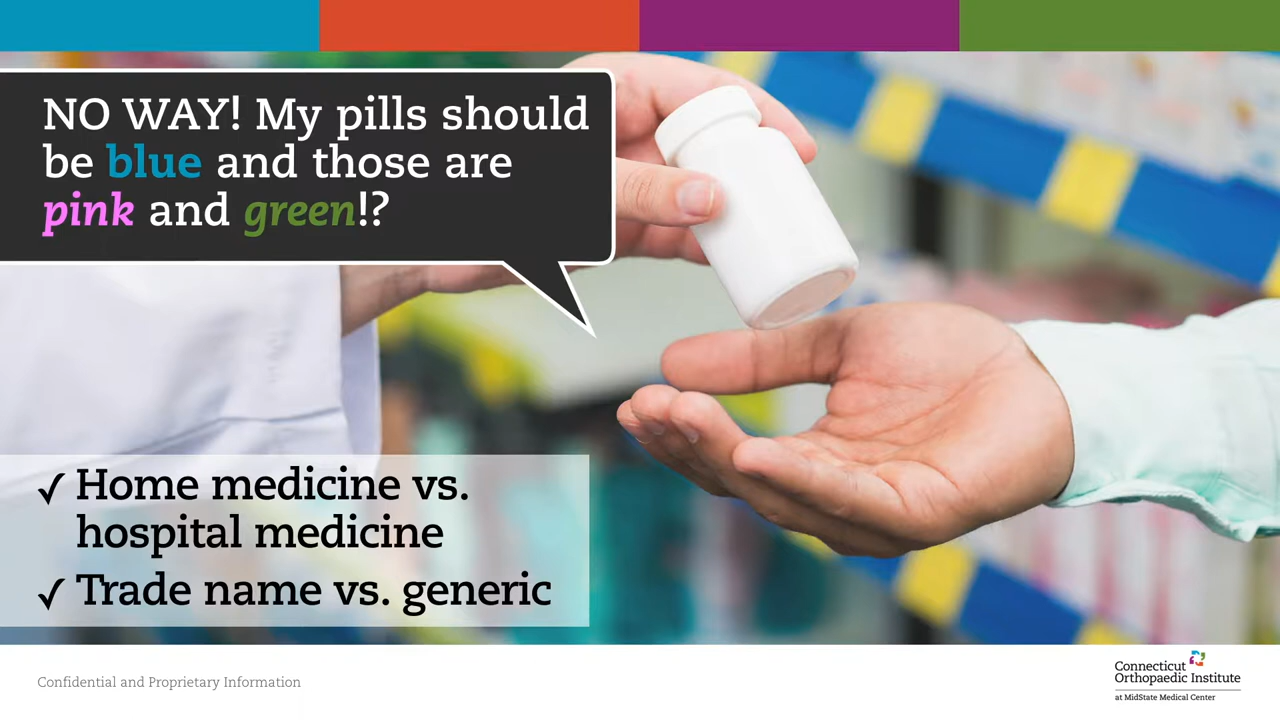 NO WAY! My pills should
be blue and those are
pink and green!?
✓ Home medicine vs.
hospital medicine
✓ Trade name vs. generic
Confidential and Proprietary Information
Connecticut
Orthopaedic Institute
at MidState Medical Center